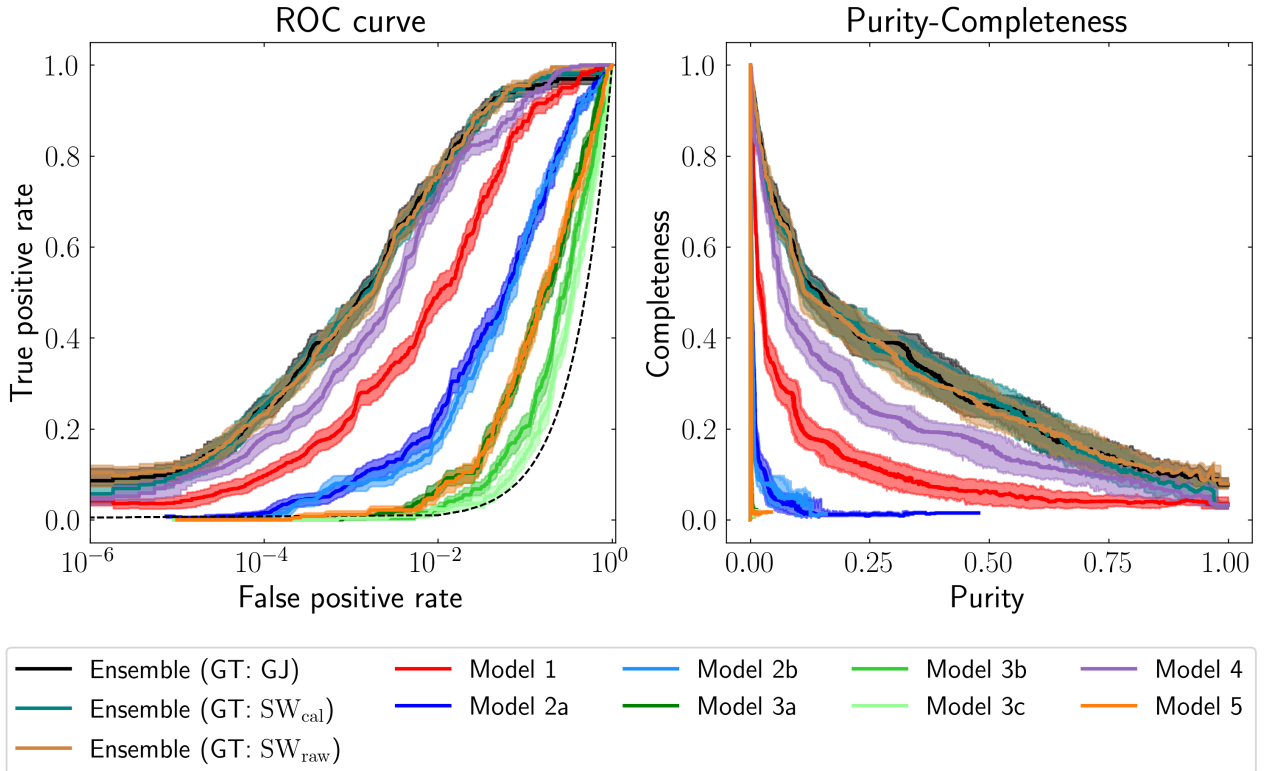 ROC curve
Purity-Completeness
1.0
0.8
0.6
0.4
0.2
0.0
True positive rate
10⁻⁶
10⁻⁴
10⁻²
10⁰
False positive rate
1.0
0.8
0.6
0.4
0.2
0.0
Completeness
0.00
0.25
0.50
0.75
1.00
Purity
Ensemble (GT: GJ)
Ensemble (GT: SW_cal)
Ensemble (GT: SW_raw)
Model 1
Model 2a
Model 2b
Model 3a
Model 3b
Model 3c
Model 4
Model 5